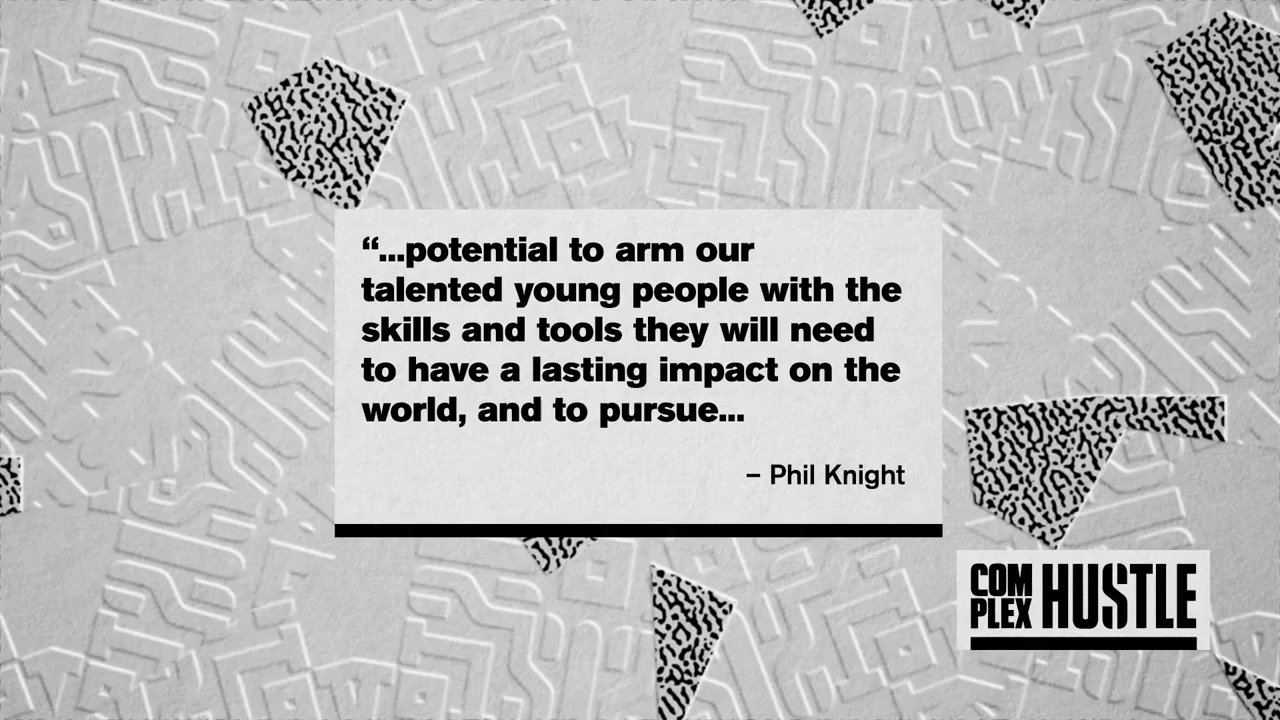 “...potential to arm our
talented young people with the
skills and tools they will need
to have a lasting impact on the
world, and to pursue...
– Phil Knight
COM
PLEX HUSTLE